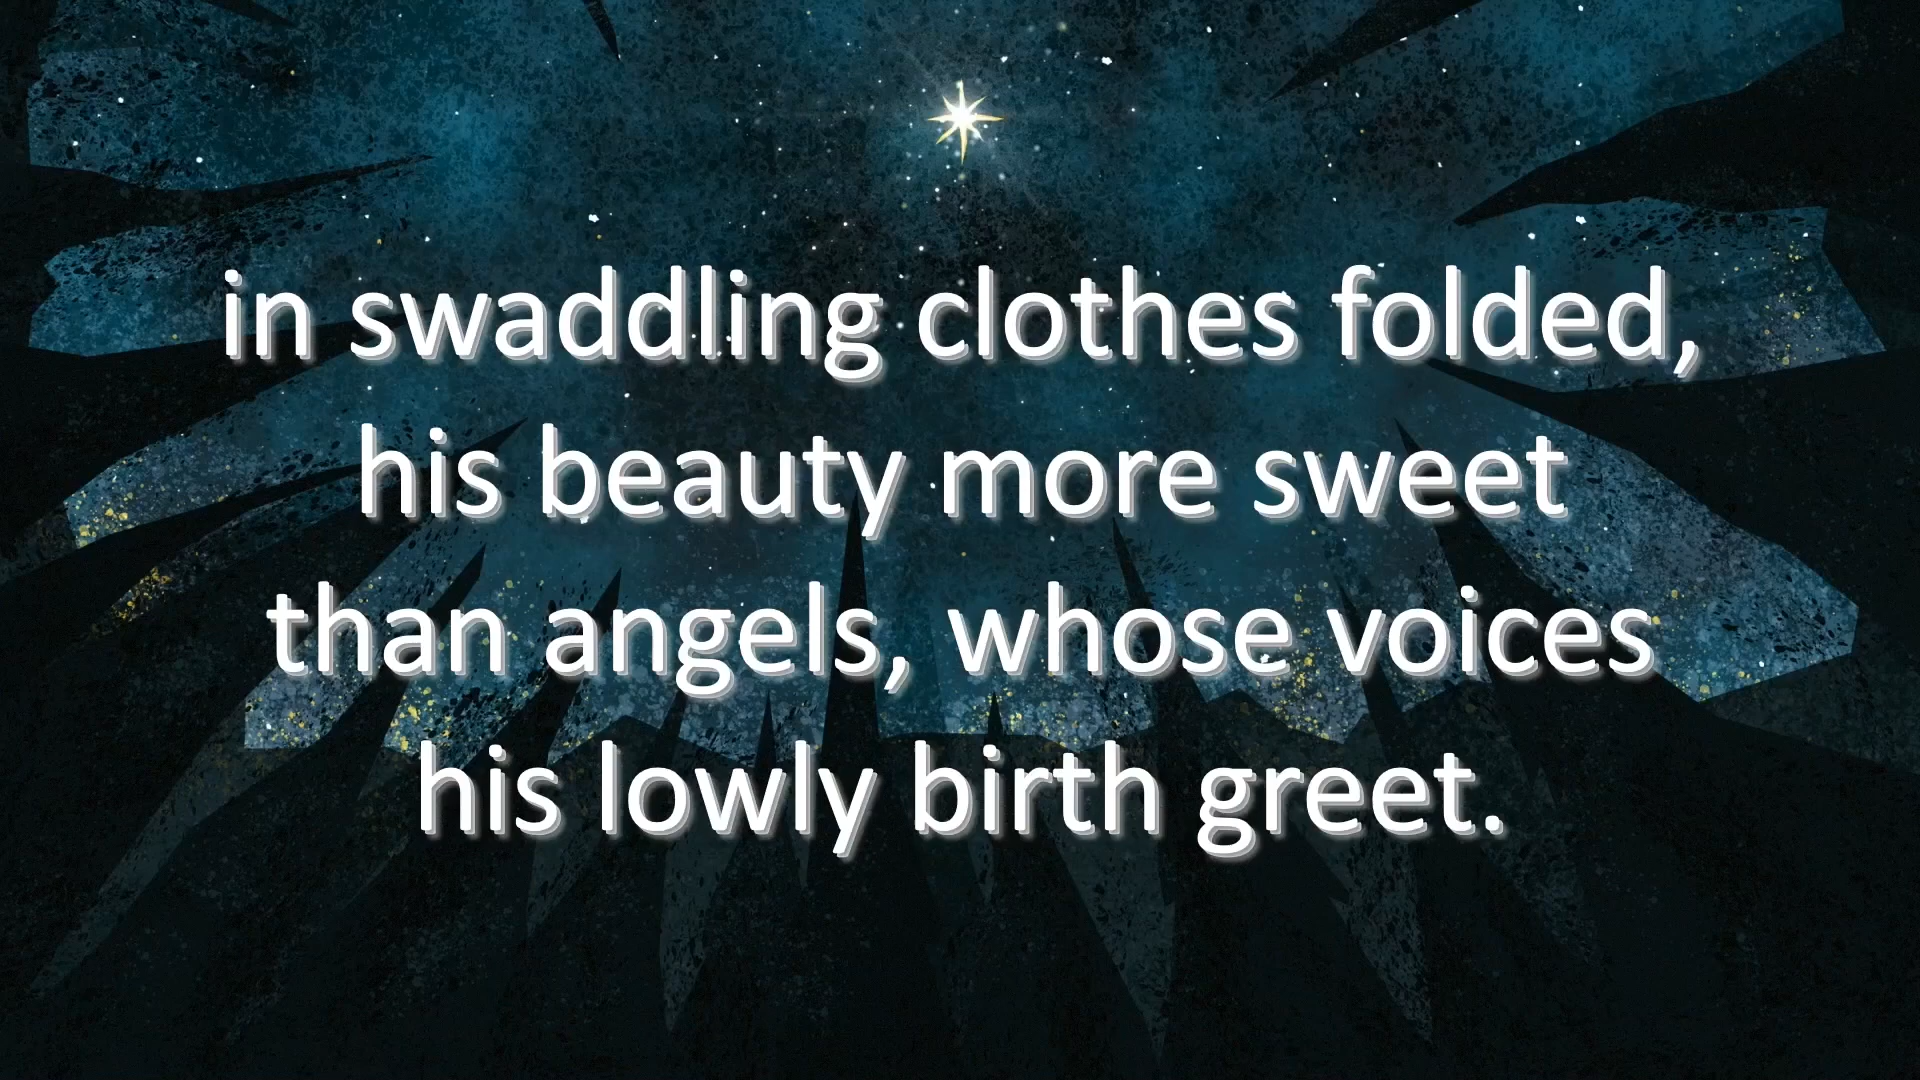 in swaddling clothes folded,
his beauty more sweet
than angels, whose voices
his lowly birth greet.